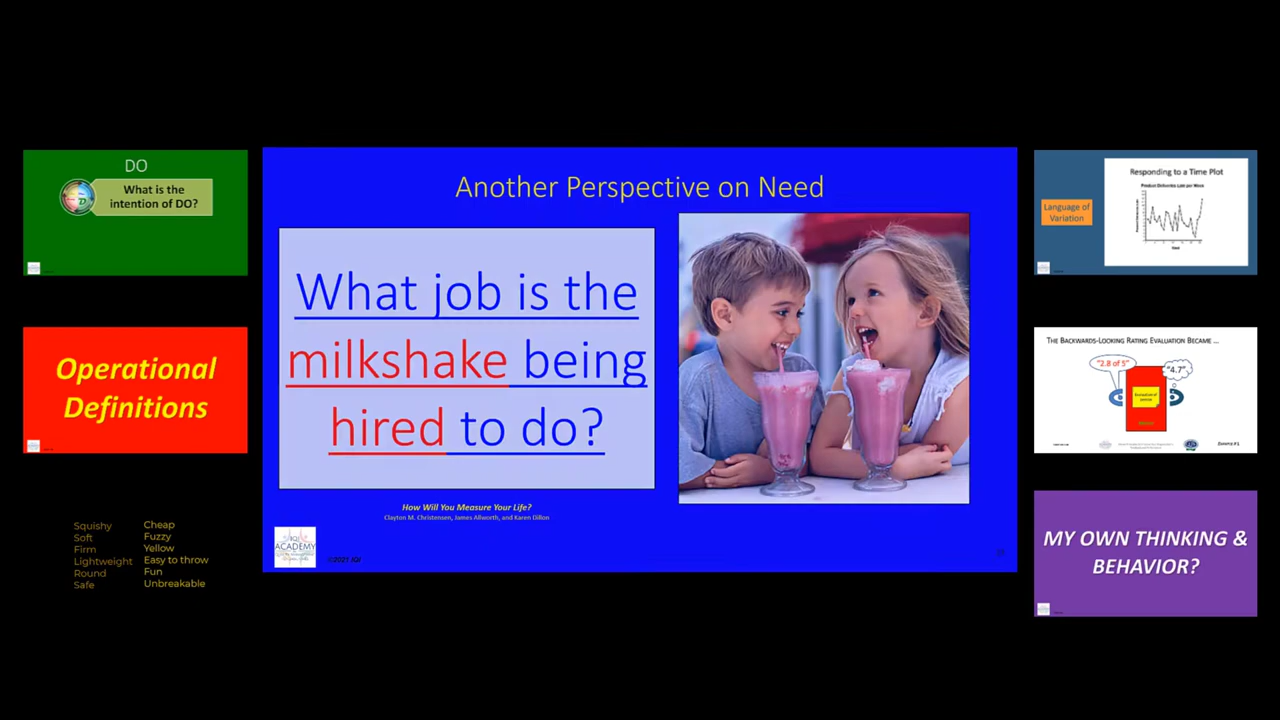 DO
What is the
intention of DO?
Operational
Definitions
Squishy
Soft
Firm
Lightweight
Round
Safe
Cheap
Fuzzy
Yellow
Easy to throw
Fun
Unbreakable
Another Perspective on Need
What job is the
milkshake being
hired to do?
How Will You Measure Your Life?
Clayton M. Christensen, James Allworth, and Karen Dillon
IQI
ACADEMY
©2021 IQI
Language of
Variation
Responding to a Time Plot
THE BACKWARDS-LOOKING RATING EVALUATION BECAME ...
"2.8 of 5"
"4.7"
MY OWN THINKING &
BEHAVIOR?